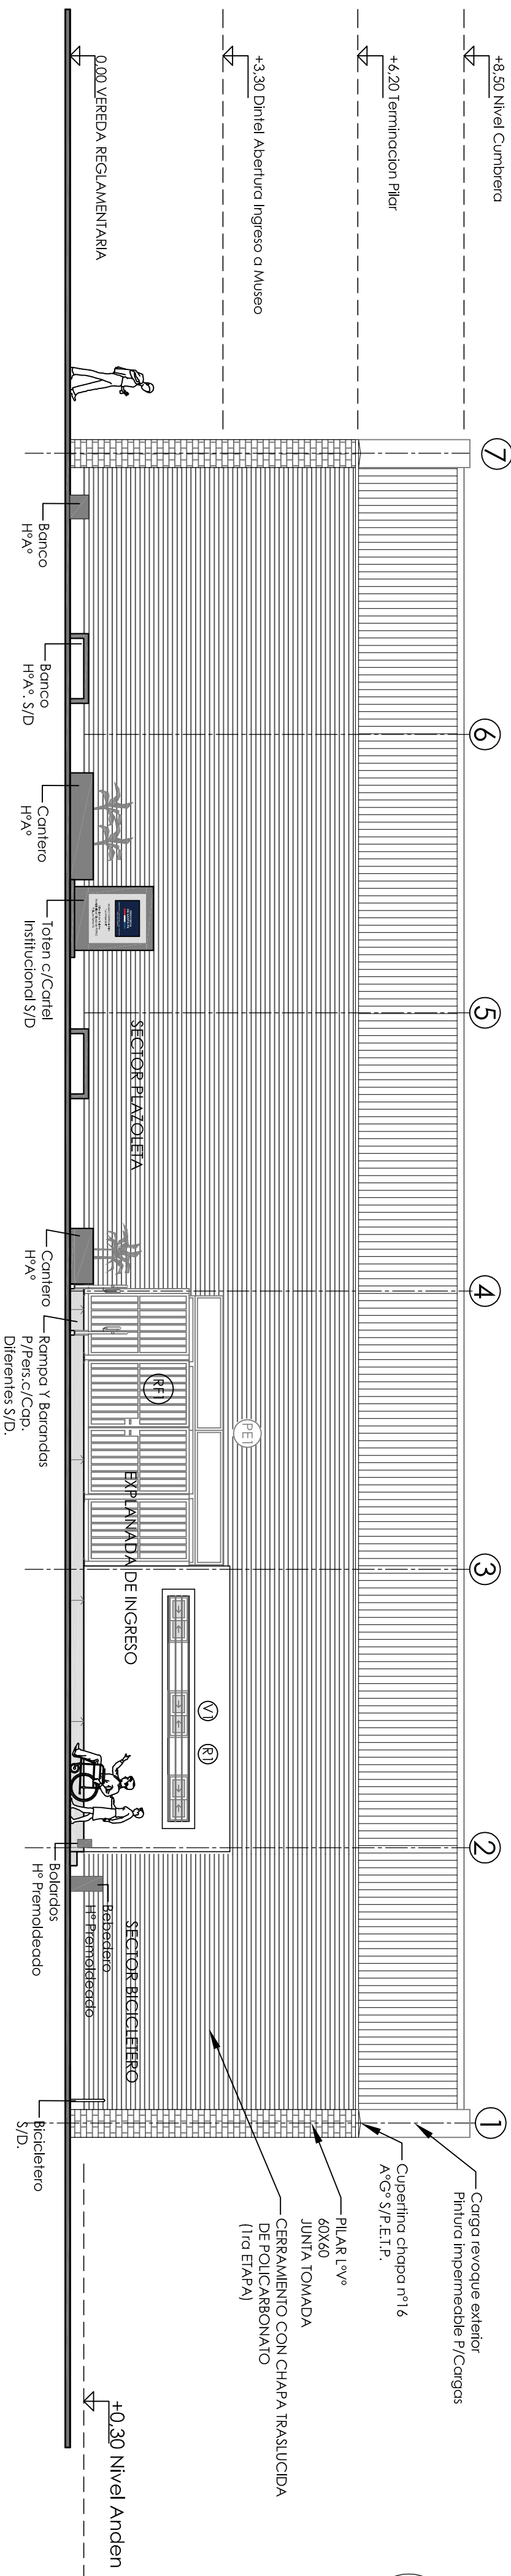 +8,50 Nivel Cumbrera
+6,20 Terminacion Pilar
+3,30 Dintel Abertura Ingreso a Museo
0.00 VEREDA REGLAMENTARIA
7
6
5
4
3
2
1
Carga revoque exterior
Pintura impermeable P/Cargas
Cupertina chapa n°16
A°G° S/P.E.T.P.
PILAR L°V°
60X60
JUNTA TOMADA
CERRAMIENTO CON CHAPA TRASLUCIDA
DE POLICARBONATO
(1ra ETAPA)
+0,30 Nivel Anden
SECTOR PLAZOLETA
PE1
RF1
EXPLANADA DE INGRESO
V1
R1
SECTOR BICICLETERO
Banco
H°A°
Banco
H°A°. S/D
Cantero
H°A°
Toten c/Cartel
Institucional S/D
Cantero
H°A°
Rampa Y Barandas
P/Pers.c/Cap.
Diferentes S/D.
Bolardos
H° Premoldeado
Bebedero
H° Premoldeado
Bicicletero
S/D.